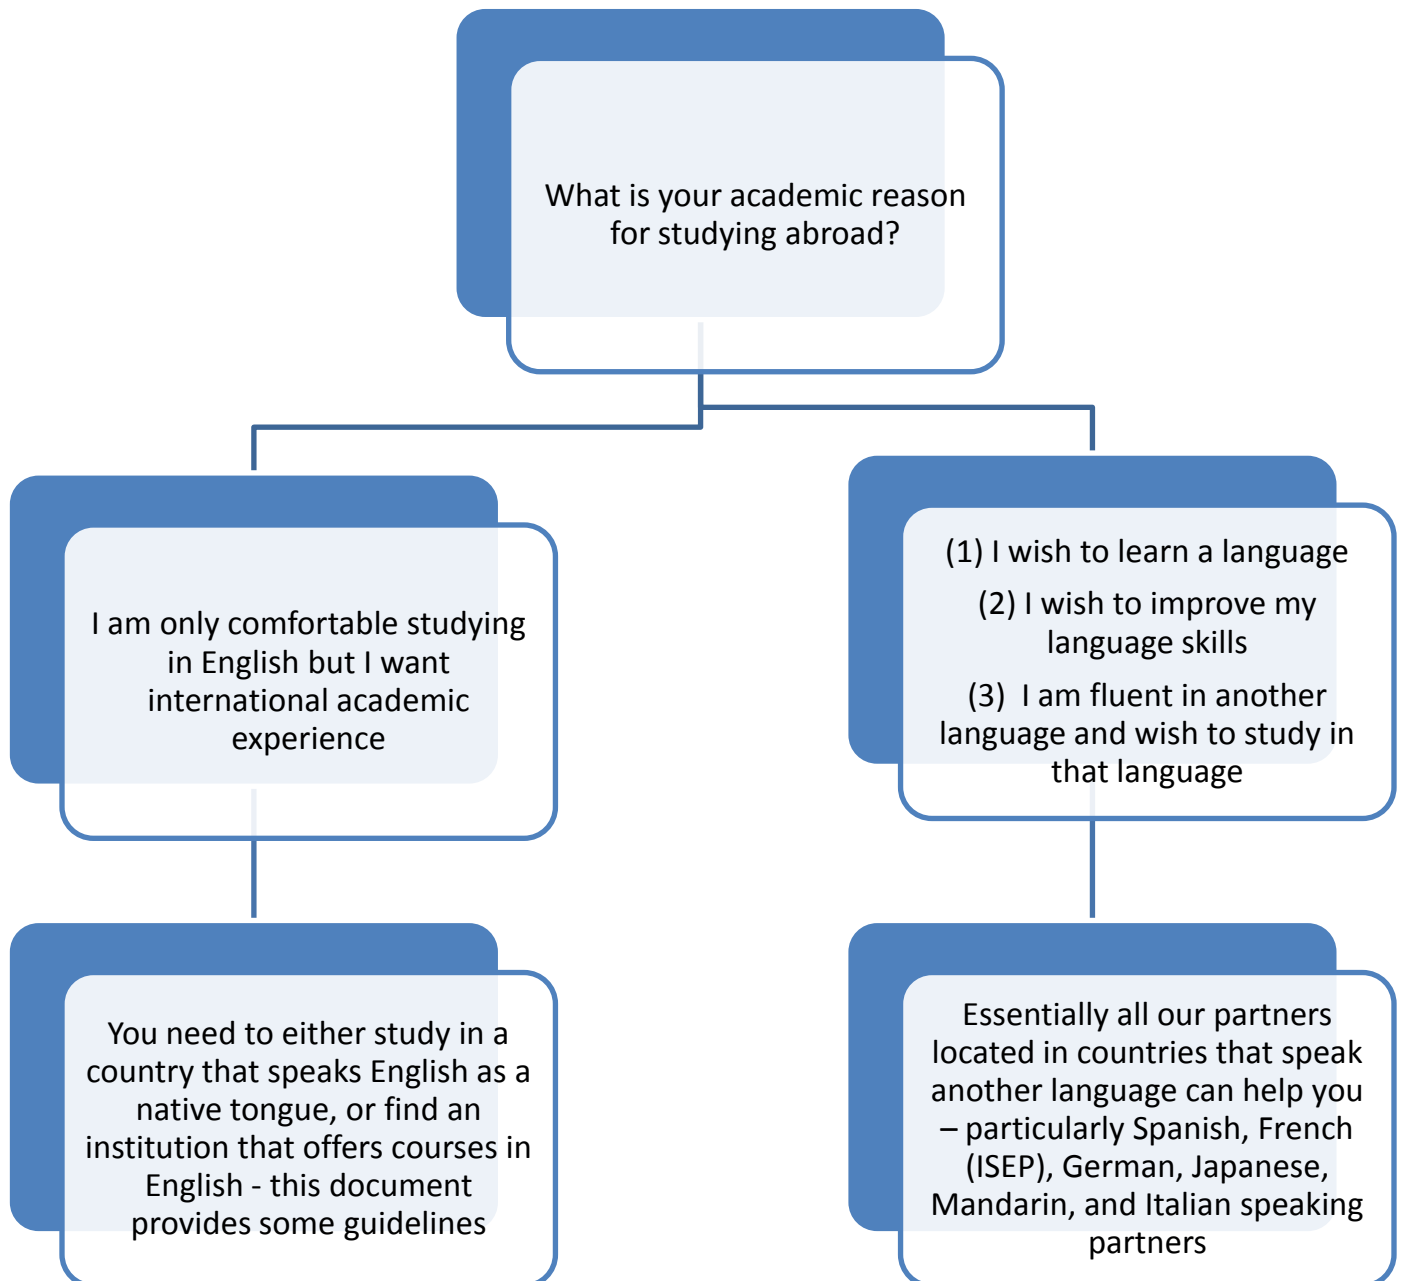 What is your academic reason
for studying abroad?
I am only comfortable studying
in English but I want
international academic
experience
(1) I wish to learn a language
(2) I wish to improve my
language skills
(3)  I am fluent in another
language and wish to study in
that language
You need to either study in a
country that speaks English as a
native tongue, or find an
institution that offers courses in
English - this document
provides some guidelines
Essentially all our partners
located in countries that speak
another language can help you
– particularly Spanish, French
(ISEP), German, Japanese,
Mandarin, and Italian speaking
partners